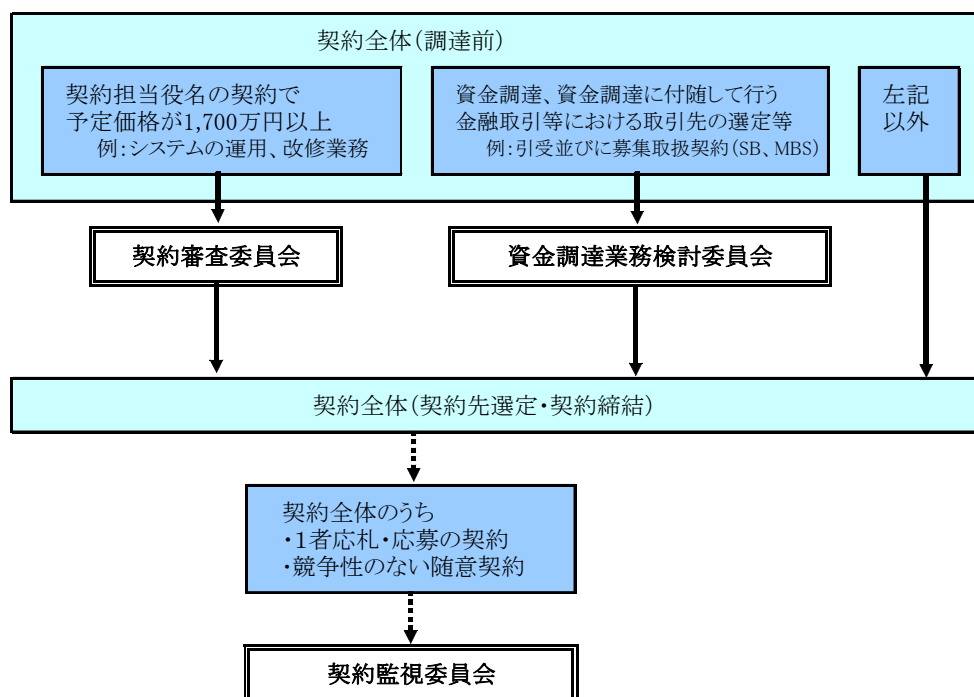 契約全体(調達前)
契約担当役名の契約で
予定価格が1,700万円以上
例:システムの運用、改修業務
資金調達、資金調達に付随して行う
金融取引等における取引先の選定等
例:引受並びに募集取扱契約(SB、MBS)
左記
以外
契約審査委員会
資金調達業務検討委員会
契約全体(契約先選定・契約締結)
契約全体のうち
・1者応札・応募の契約
・競争性のない随意契約
契約監視委員会